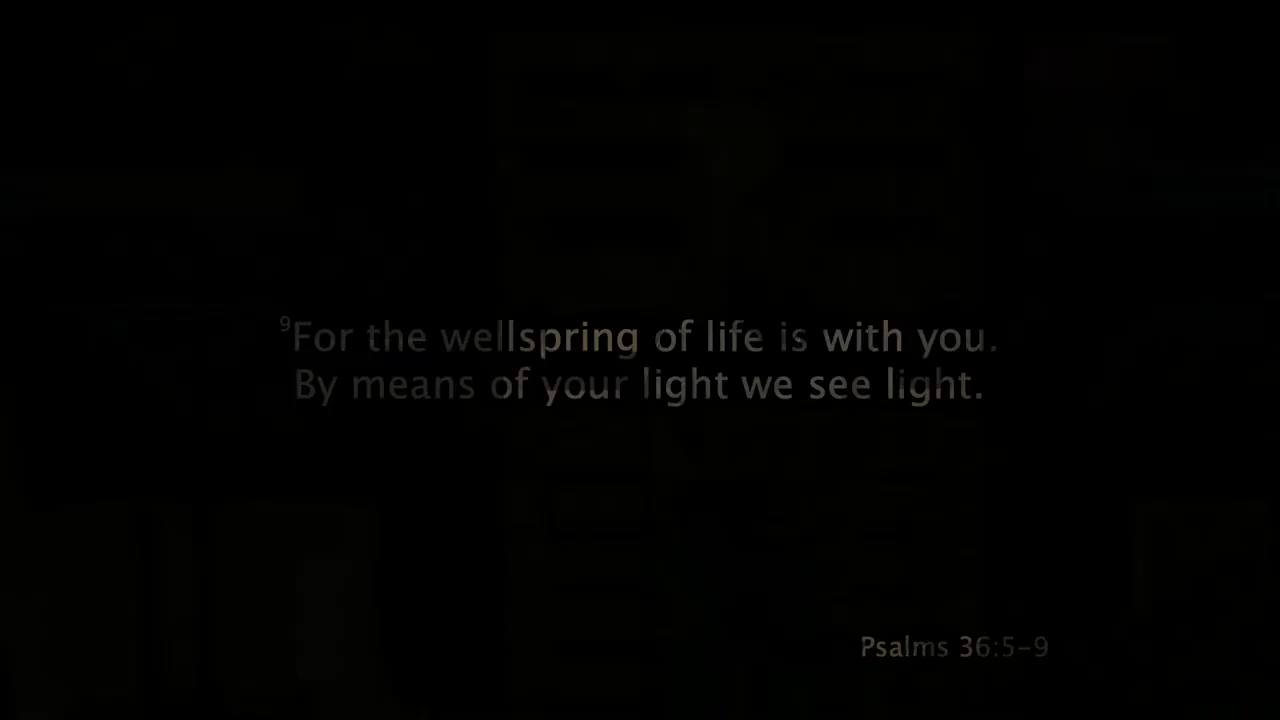 ⁹For the wellspring of life is with you.
By means of your light we see light.
Psalms 36:5–9